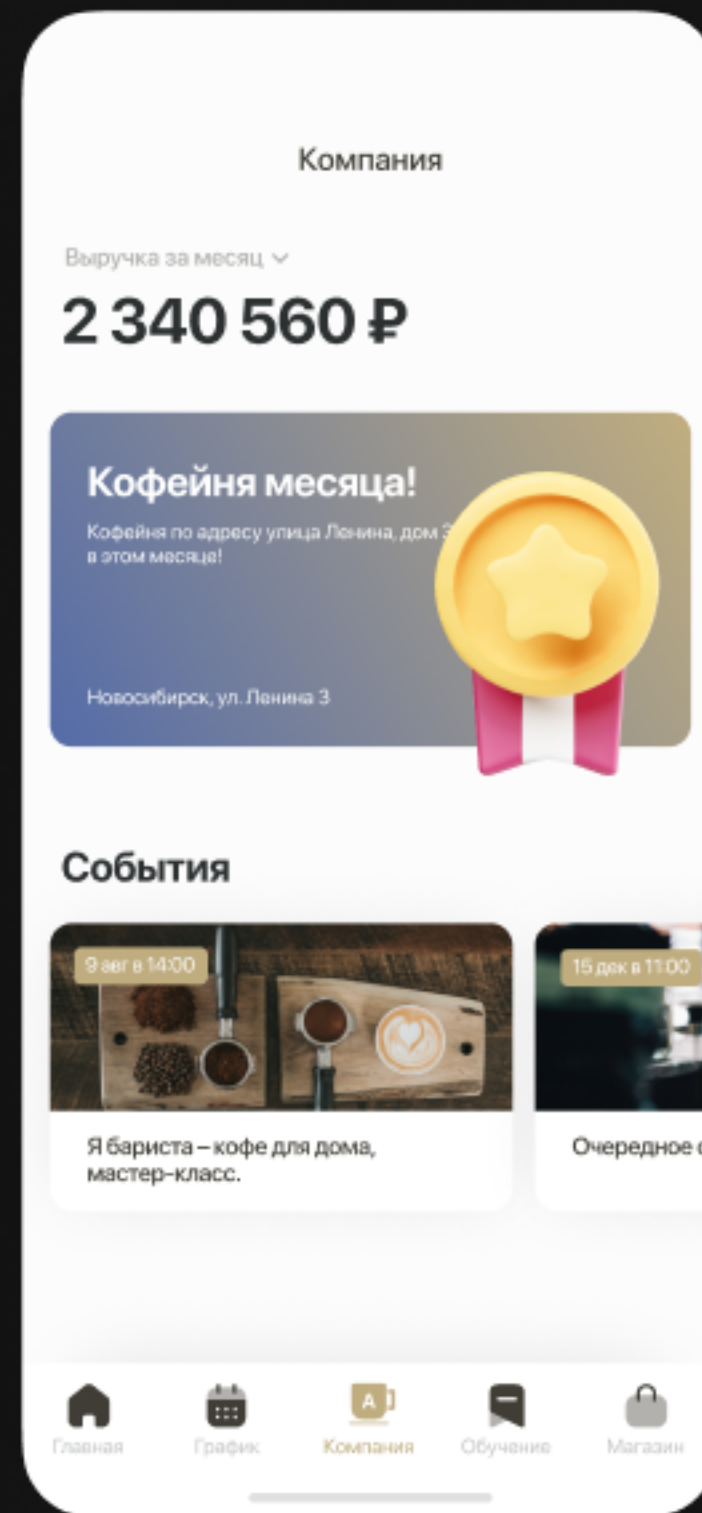 Компания
Выручка за месяц
2 340 560 ₽
Кофейня месяца!
Кофейня по адресу улица Ленина, дом 3
в этом месяце!
Новосибирск, ул. Ленина 3
События
9 авг в 14:00
15 дек в 11:00
Я бариста – кофе для дома,
мастер-класс.
Очередное
A
Главная
График
Компания
Обучение
Магазин